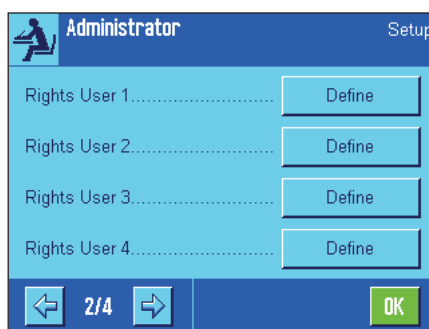 Administrator Setup
Rights User 1.......................... Define
Rights User 2.......................... Define
Rights User 3.......................... Define
Rights User 4.......................... Define
2/4 OK